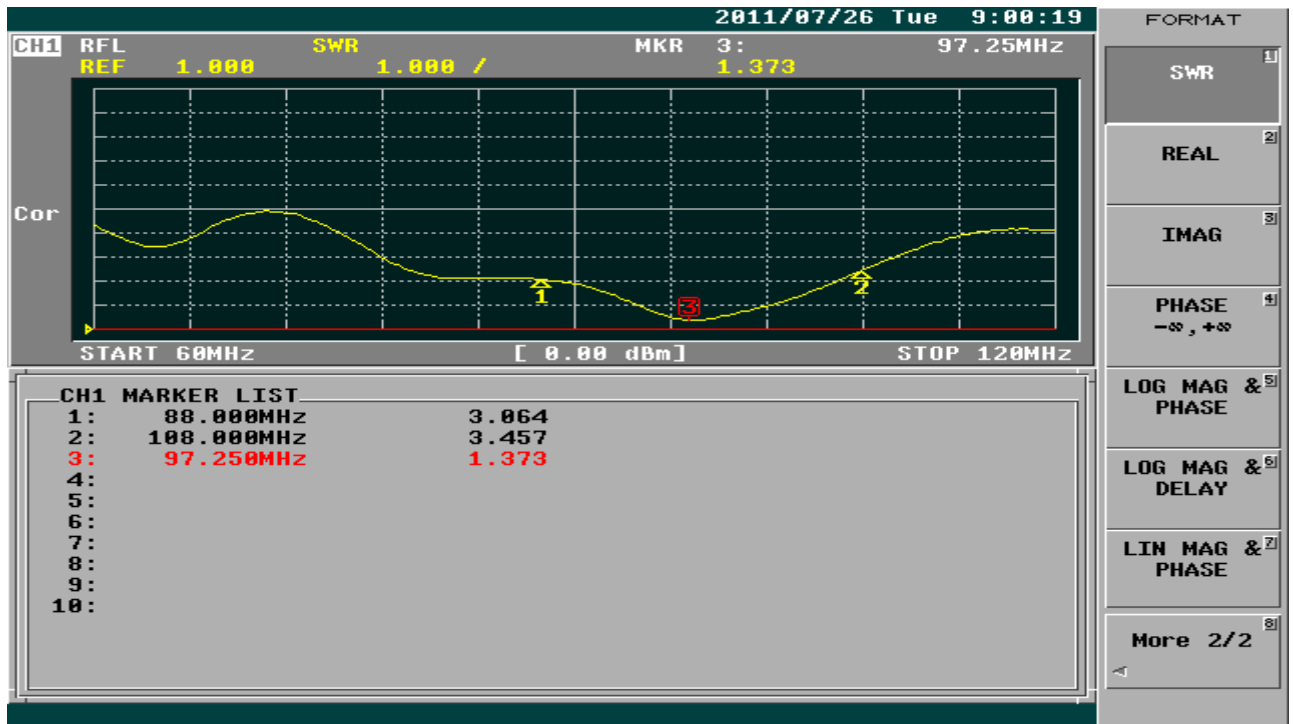 2011/07/26 Tue 9:00:19
CH1 RFL SWR MKR 3: 97.25MHz
REF 1.000 1.000 / 1.373
Cor
1
2
3
START 60MHz [ 0.00 dBm] STOP 120MHz
CH1 MARKER LIST
1: 88.000MHz 3.064
2: 108.000MHz 3.457
3: 97.250MHz 1.373
4:
5:
6:
7:
8:
9:
10:
FORMAT
SWR 1
REAL 2
IMAG 3
PHASE 4
-∞,+∞
LOG MAG & 5
PHASE
LOG MAG & 6
DELAY
LIN MAG & 7
PHASE
More 2/2 8